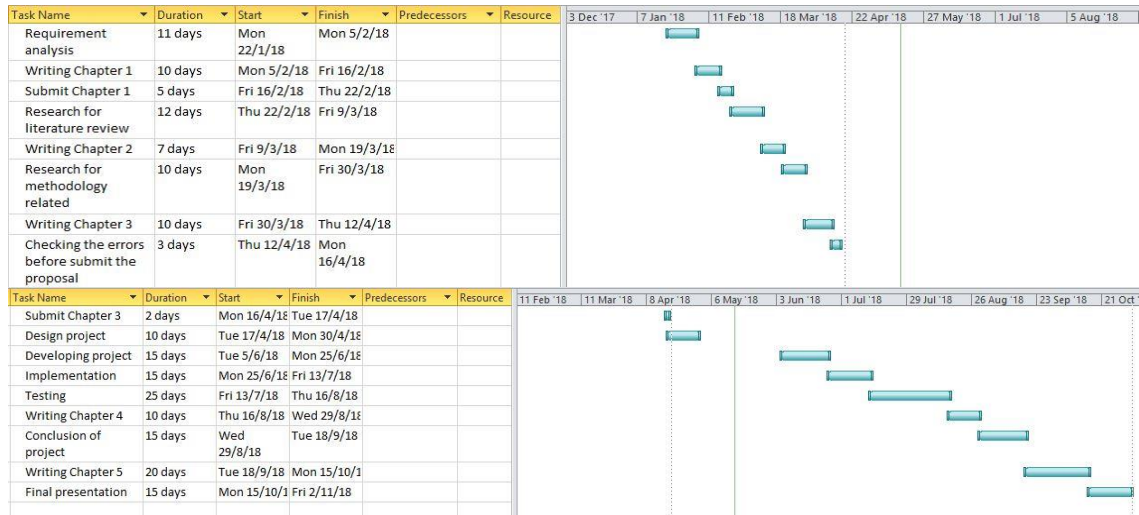 Task Name Duration Start Finish Predecessors Resource 3 Dec '17 7 Jan '18 11 Feb '18 18 Mar '18 22 Apr '18 27 May '18 1 Jul '18 5 Aug '18
Requirement 11 days Mon Mon 5/2/18
analysis 22/1/18
Writing Chapter 1 10 days Mon 5/2/18 Fri 16/2/18
Submit Chapter 1 5 days Fri 16/2/18 Thu 22/2/18
Research for 12 days Thu 22/2/18 Fri 9/3/18
literature review
Writing Chapter 2 7 days Fri 9/3/18 Mon 19/3/18
Research for 10 days Mon Fri 30/3/18
methodology 19/3/18
related
Writing Chapter 3 10 days Fri 30/3/18 Thu 12/4/18
Checking the errors 3 days Thu 12/4/18 Mon
before submit the 16/4/18
proposal
Task Name Duration Start Finish Predecessors Resource 11 Feb '18 11 Mar '18 8 Apr '18 6 May '18 3 Jun '18 1 Jul '18 29 Jul '18 26 Aug '18 23 Sep '18 21 Oct '
Submit Chapter 3 2 days Mon 16/4/18 Tue 17/4/18
Design project 10 days Tue 17/4/18 Mon 30/4/18
Developing project 15 days Tue 5/6/18 Mon 25/6/18
Implementation 15 days Mon 25/6/18 Fri 13/7/18
Testing 25 days Fri 13/7/18 Thu 16/8/18
Writing Chapter 4 10 days Thu 16/8/18 Wed 29/8/18
Conclusion of 15 days Wed Tue 18/9/18
project 29/8/18
Writing Chapter 5 20 days Tue 18/9/18 Mon 15/10/1
Final presentation 15 days Mon 15/10/1 Fri 2/11/18